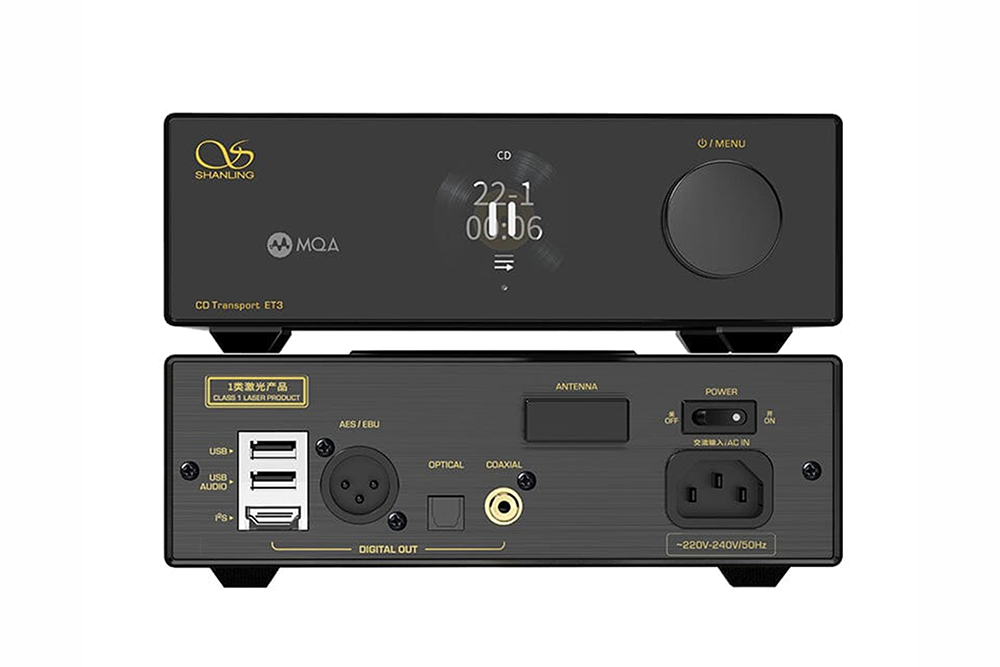 SHANLING
⏻ / MENU
CD
22-1
00:06
MQA
CD Transport ET3
1类激光产品
CLASS 1 LASER PRODUCT
AES / EBU
ANTENNA
POWER
关
OFF
开
ON
交流输入/AC IN
USB
USB
AUDIO
I²S
OPTICAL
COAXIAL
DIGITAL OUT
~220V-240V/50Hz